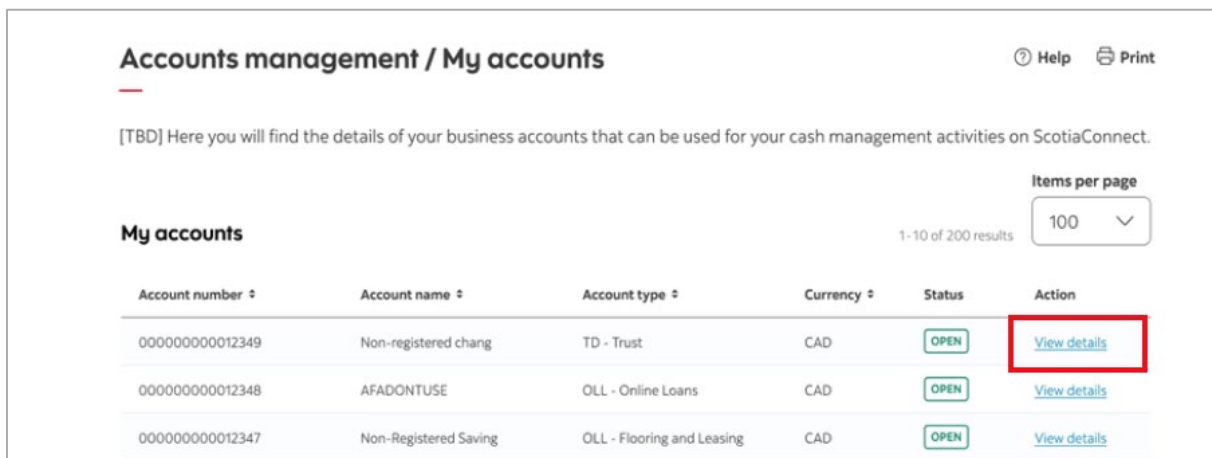 Accounts management / My accounts
Help Print
[TBD] Here you will find the details of your business accounts that can be used for your cash management activities on ScotiaConnect.
Items per page
My accounts 1-10 of 200 results 100
Account number Account name Account type Currency Status Action
000000000012349 Non-registered chang TD - Trust CAD OPEN View details
000000000012348 AFADONTUSE OLL - Online Loans CAD OPEN View details
000000000012347 Non-Registered Saving OLL - Flooring and Leasing CAD OPEN View details